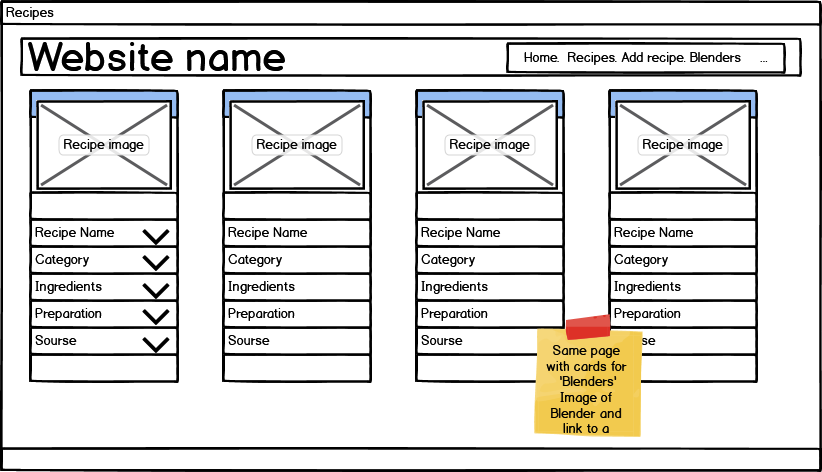 Recipes
Website name
Home. Recipes. Add recipe. Blenders ...
Recipe image Recipe image Recipe image Recipe image
Recipe Name Recipe Name Recipe Name Recipe Name
Category Category Category Category
Ingredients Ingredients Ingredients Ingredients
Preparation Preparation Preparation Preparation
Sourse Sourse Sourse
Same page
with cards for
'Blenders'
Image of
Blender and
link to a